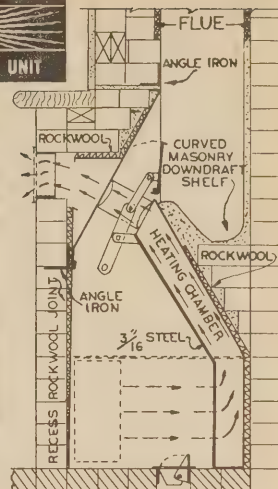 UNIT
FLUE
ANGLE
IRON
ROCKWOOL
CURVED
MASONRY
DOWNDRAFT
SHELF
ROCKWOOL
HEATING CHAMBER
ANGLE
IRON
3/16" STEEL
RECESS ROCKWOOL JOINT